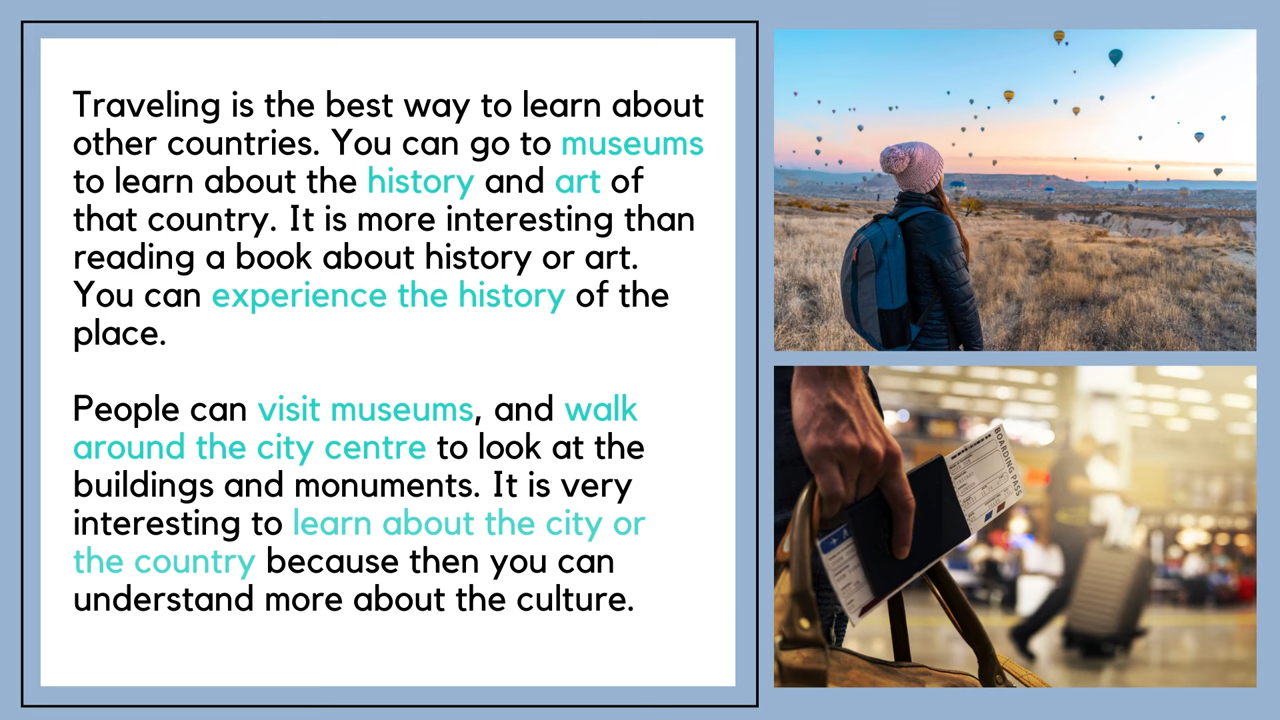 Traveling is the best way to learn about
other countries. You can go to museums
to learn about the history and art of
that country. It is more interesting than
reading a book about history or art.
You can experience the history of the
place.
People can visit museums, and walk
around the city centre to look at the
buildings and monuments. It is very
interesting to learn about the city or
the country because then you can
understand more about the culture.
BOARDING PASS